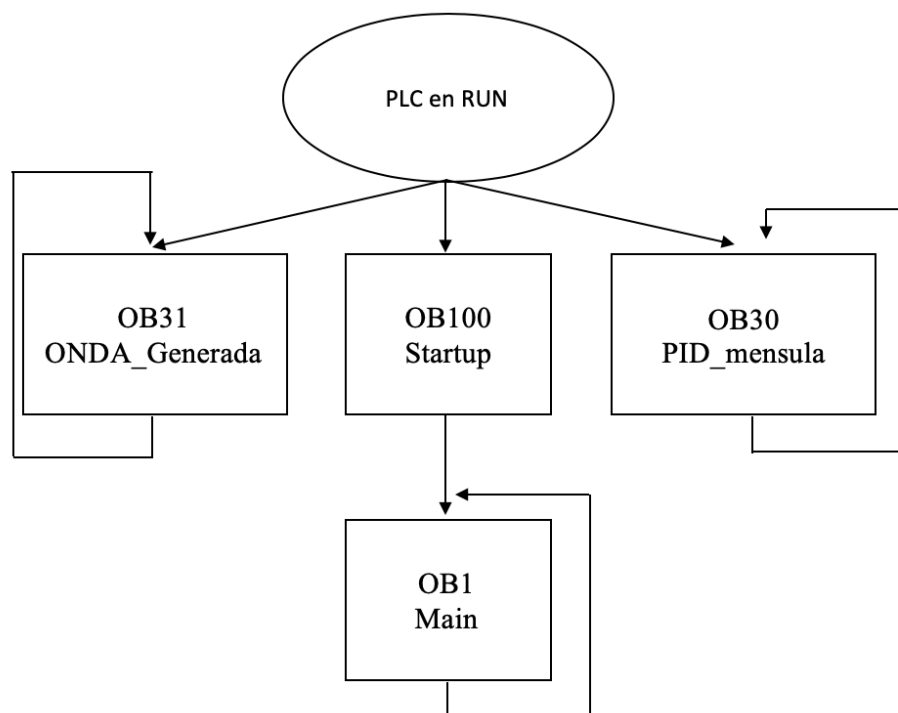 PLC en RUN
OB31
ONDA_Generada
OB100
Startup
OB30
PID_mensula
OB1
Main